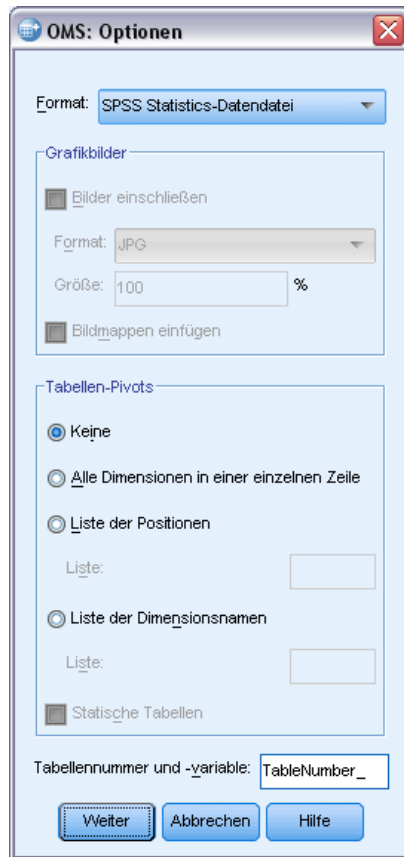 OMS: Optionen
Format: SPSS Statistics-Datendatei
Grafikbilder
Bilder einschließen
Format: JPG
Größe: 100 %
Bildmappen einfügen
Tabellen-Pivots
Keine
Alle Dimensionen in einer einzelnen Zeile
Liste der Positionen
Liste:
Liste der Dimensionsnamen
Liste:
Statische Tabellen
Tabellennummer und -variable: TableNumber_
Weiter Abbrechen Hilfe